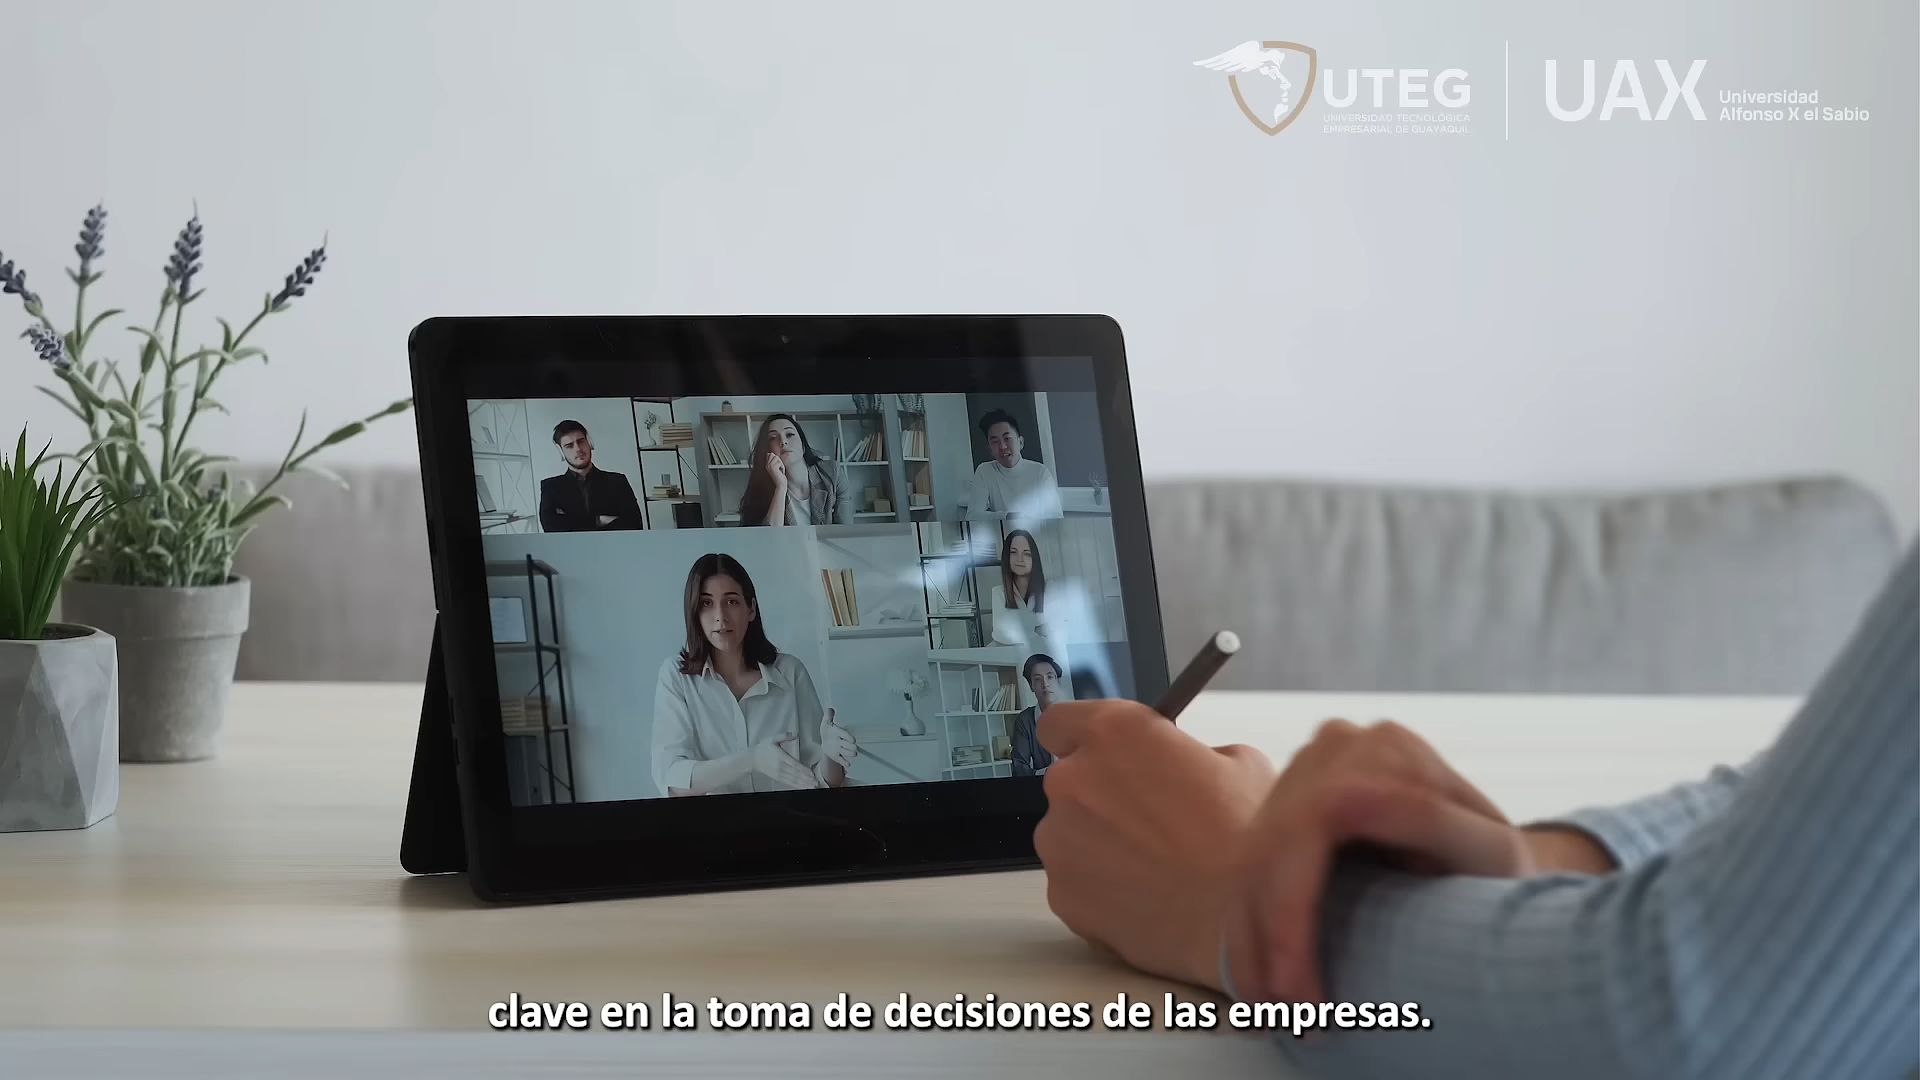 UTEG
UNIVERSIDAD TECNOLÓGICA
EMPRESARIAL DE GUAYAQUIL
UAX
Universidad
Alfonso X el Sabio
clave en la toma de decisiones de las empresas.